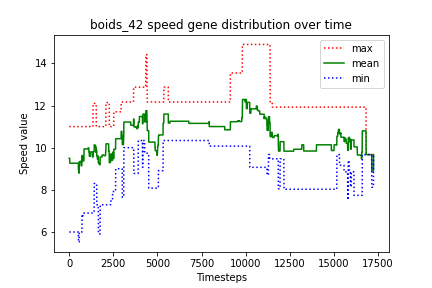 boids_42 speed gene distribution over time
max
mean
min
Speed value
14
12
10
8
6
0
2500
5000
7500
10000
12500
15000
17500
Timesteps